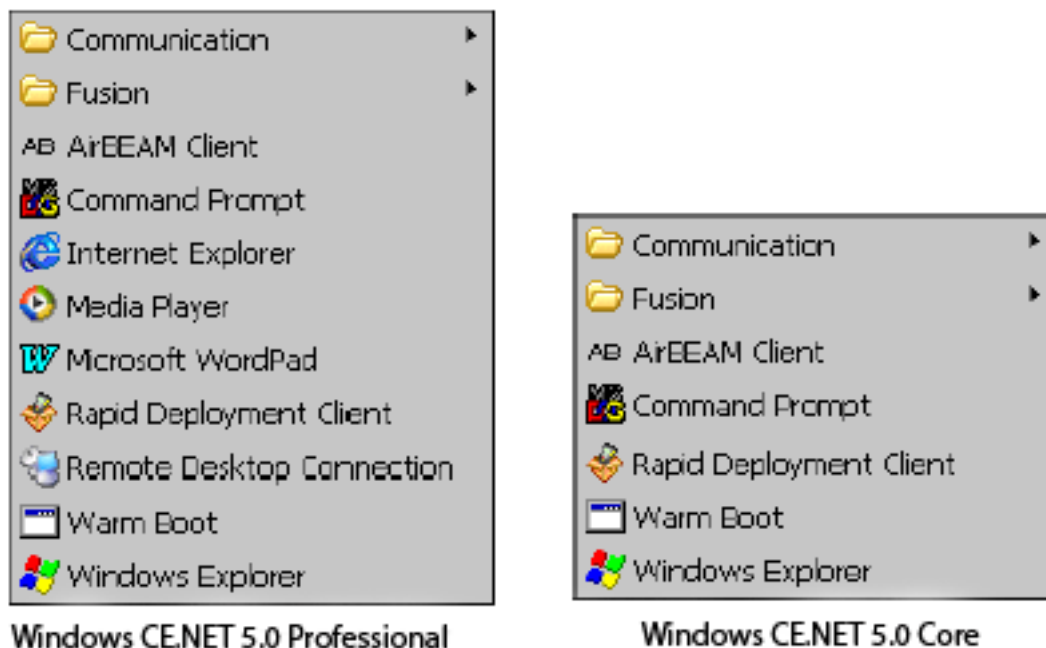 Communication
Fusion
AB AirBEAM Client
Command Prompt
Internet Explorer
Media Player
Microsoft WordPad
Rapid Deployment Client
Remote Desktop Connection
Warm Boot
Windows Explorer
Windows CE.NET 5.0 Professional
Communication
Fusion
AB AirBEAM Client
Command Prompt
Rapid Deployment Client
Warm Boot
Windows Explorer
Windows CE.NET 5.0 Core